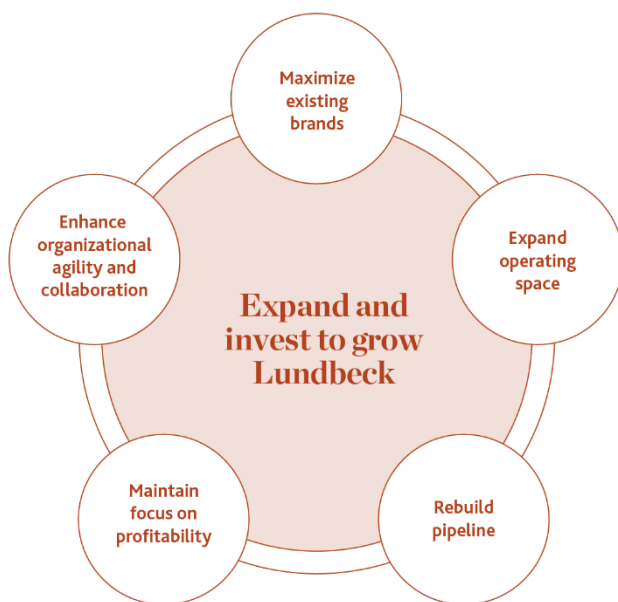 Maximize
existing
brands
Expand
operating
space
Rebuild
pipeline
Maintain
focus on
profitability
Enhance
organizational
agility and
collaboration
Expand and
invest to grow
Lundbeck